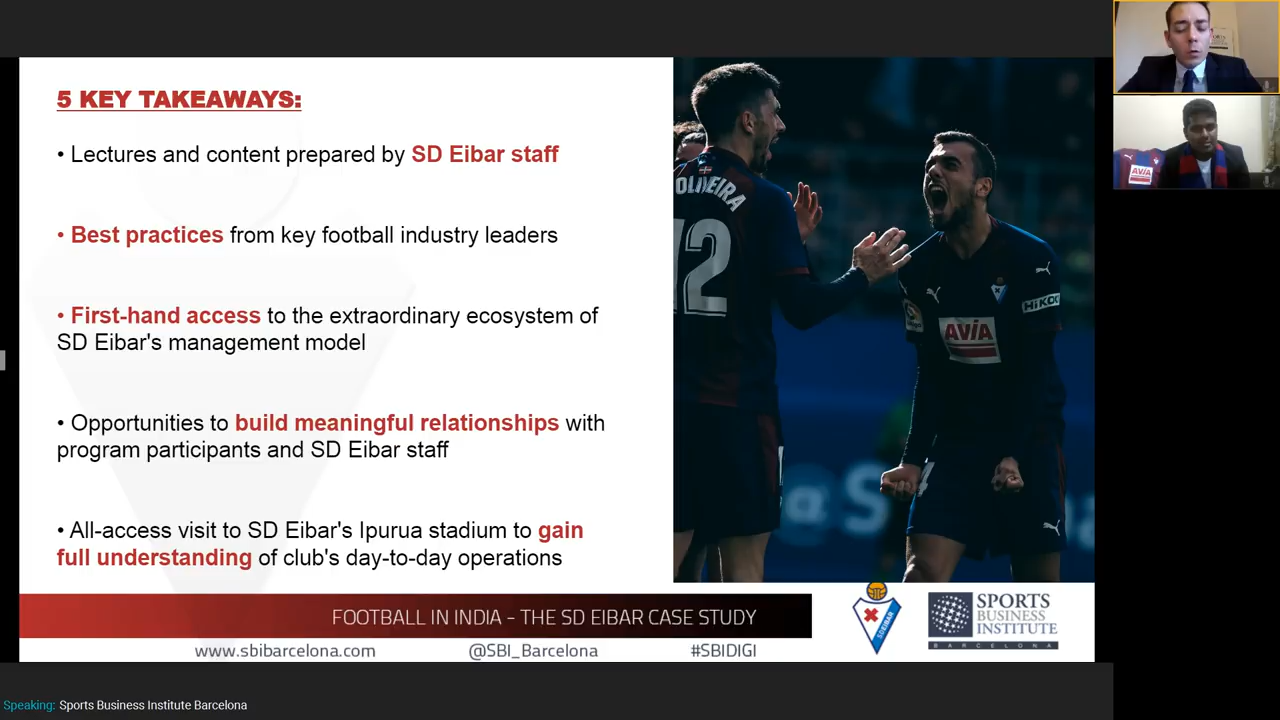 5 KEY TAKEAWAYS:
• Lectures and content prepared by SD Eibar staff
• Best practices from key football industry leaders
• First-hand access to the extraordinary ecosystem of
SD Eibar's management model
• Opportunities to build meaningful relationships with
program participants and SD Eibar staff
• All-access visit to SD Eibar's Ipurua stadium to gain
full understanding of club's day-to-day operations
OLIVEIRA
12
AVIA
HiKOK
@S
FOOTBALL IN INDIA - THE SD EIBAR CASE STUDY
www.sbibarcelona.com
@SBI_Barcelona
#SBIDIGI
SD EIBAR
SPORTS
BUSINESS
INSTITUTE
BARCELONA
AVIA
Speaking: Sports Business Institute Barcelona